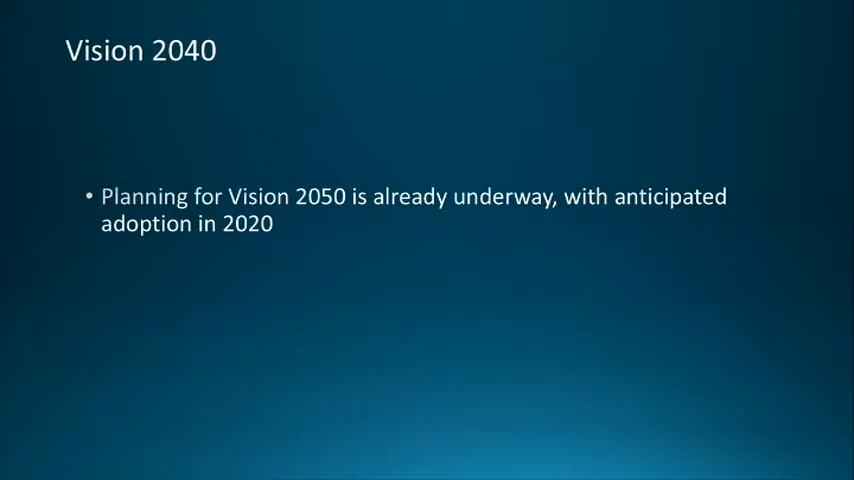 Vision 2040
• Planning for Vision 2050 is already underway, with anticipated
adoption in 2020